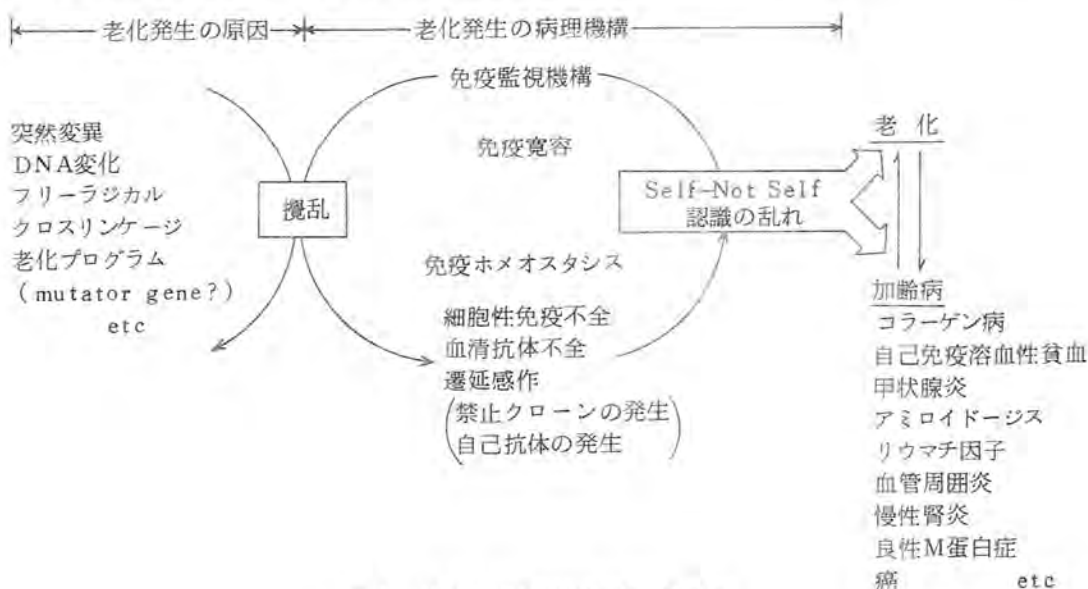 老化発生の原因
老化発生の病理機構
免疫監視機構
免疫寛容
突然変異
DNA変化
フリーラジカル
クロスリンケージ
老化プログラム
(mutator gene?)
etc
攪乱
免疫ホメオスタシス
細胞性免疫不全
血清抗体不全
遷延感作
(禁止クローンの発生
自己抗体の発生)
Self-Not Self
認識の乱れ
老化
加齢病
コラーゲン病
自己免疫溶血性貧血
甲状腺炎
アミロイドージス
リウマチ因子
血管周囲炎
慢性腎炎
良性M蛋白症
癌 etc